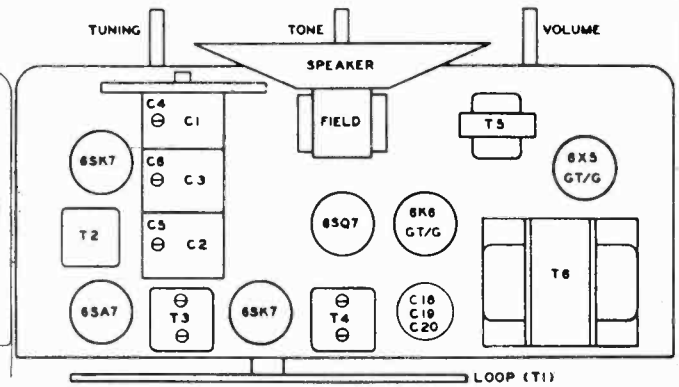 TUNING
TONE
VOLUME
SPEAKER
C4
C1
FIELD
T5
6SK7
C6
C3
6X5
GT/G
T2
C5
C2
6SQ7
6K6
GT/G
T6
6SA7
T3
6SK7
T4
C18
C19
C20
LOOP (T1)